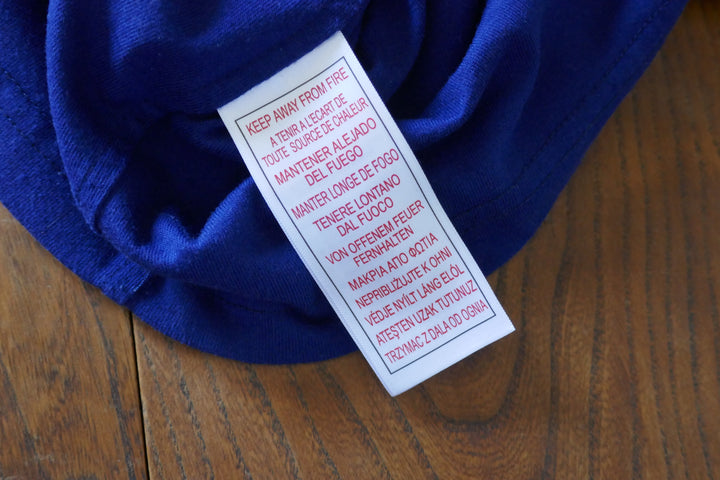 KEEP AWAY FROM FIRE
A TENIR A L'ECART DE
TOUTE SOURCE DE CHALEUR
MANTENER ALEJADO
DEL FUEGO
MANTER LONGE DE FOGO
TENERE LONTANO
DAL FUOCO
VON OFFENEM FEUER
FERNHALTEN
ΜΑΚΡΙΑ ΑΠΟ ΦΩΤΙΑ
NEPRIBLIZUJTE K OHNI
VÉDJE NYÍLT LÁNG ELÖL
ATEŞTEN UZAK TUTUNUZ
TRZYMAC Z DALA OD OGNIA